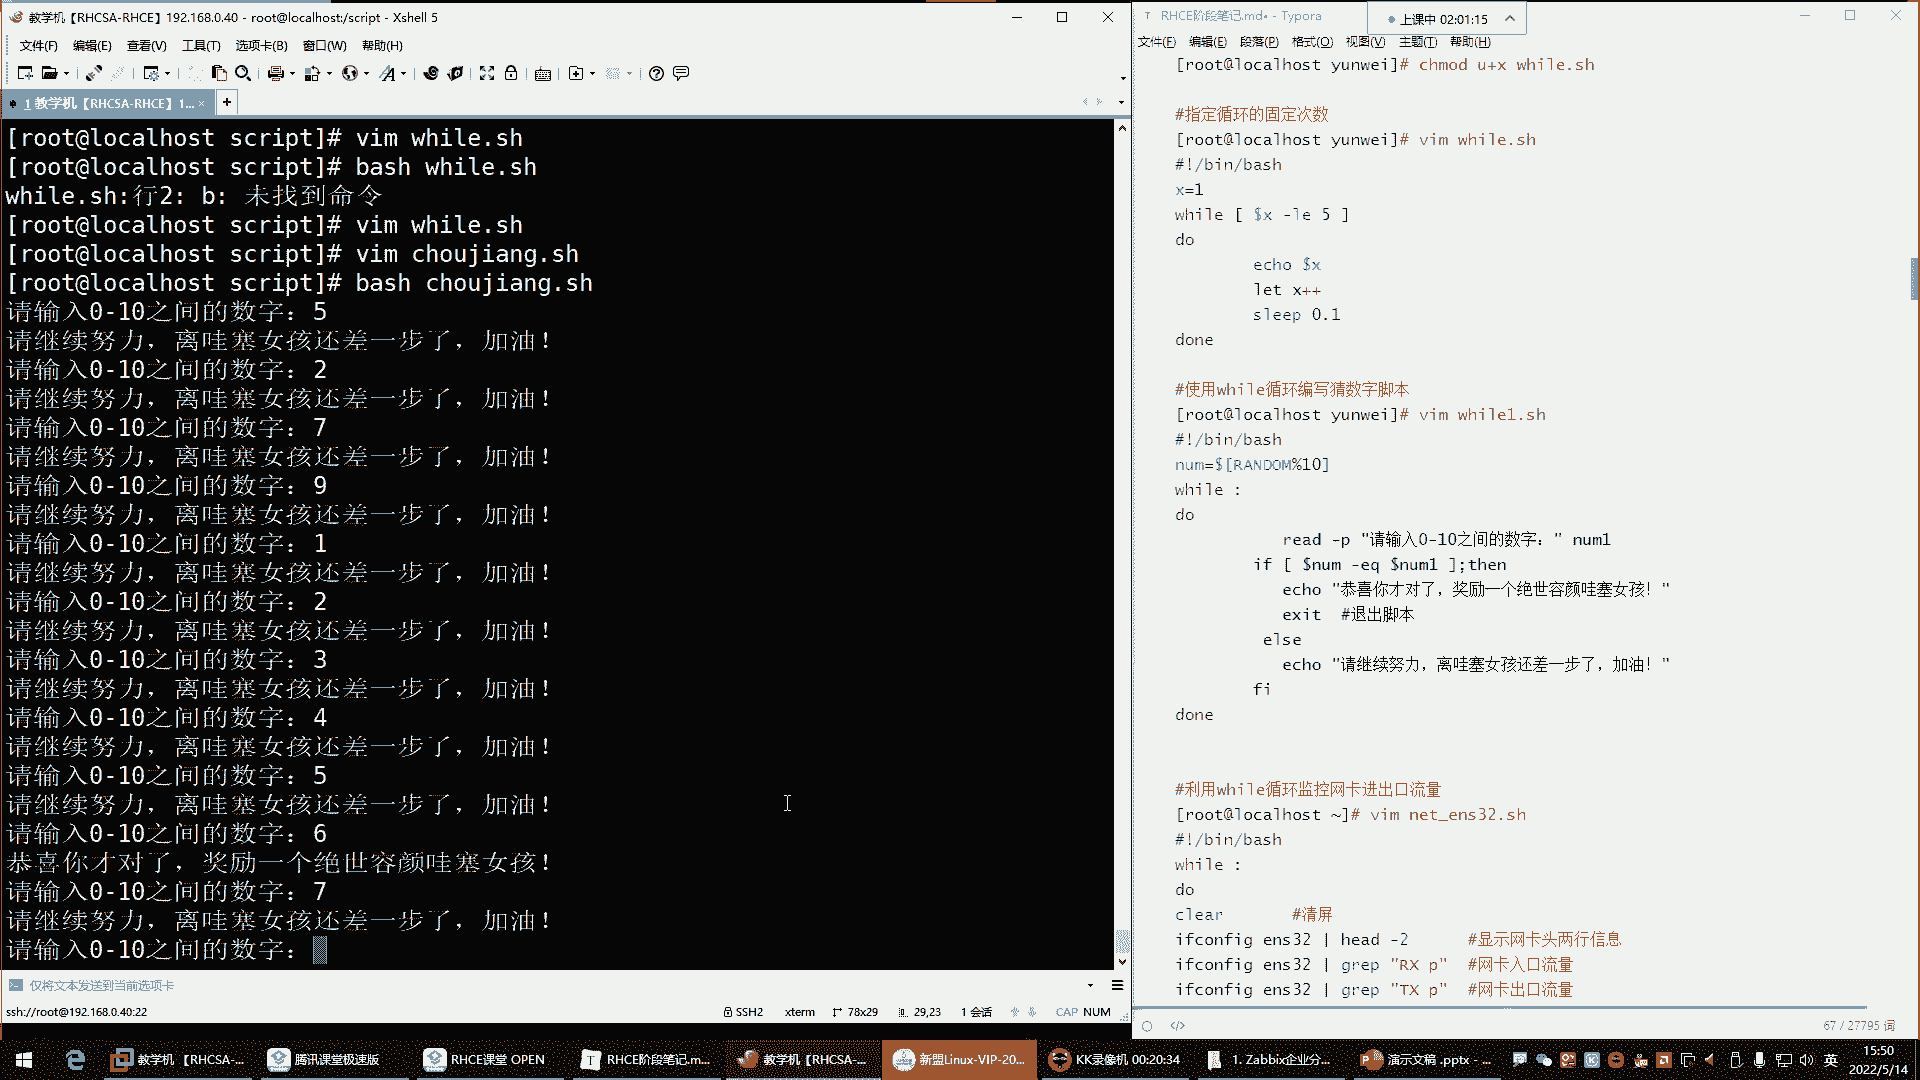 教学机【RHCSA-RHCE】192.168.0.40 - root@localhost:/script - Xshell 5
文件(F) 编辑(E) 查看(V) 工具(T) 选项卡(B) 窗口(W) 帮助(H)
1 教学机【RHCSA-RHCE】1...
[root@localhost script]# vim while.sh
[root@localhost script]# bash while.sh
while.sh:行2: b: 未找到命令
[root@localhost script]# vim while.sh
[root@localhost script]# vim choujiang.sh
[root@localhost script]# bash choujiang.sh
请输入0-10之间的数字：5
请继续努力，离哇塞女孩还差一步了，加油！
请输入0-10之间的数字：2
请继续努力，离哇塞女孩还差一步了，加油！
请输入0-10之间的数字：7
请继续努力，离哇塞女孩还差一步了，加油！
请输入0-10之间的数字：9
请继续努力，离哇塞女孩还差一步了，加油！
请输入0-10之间的数字：1
请继续努力，离哇塞女孩还差一步了，加油！
请输入0-10之间的数字：2
请继续努力，离哇塞女孩还差一步了，加油！
请输入0-10之间的数字：3
请继续努力，离哇塞女孩还差一步了，加油！
请输入0-10之间的数字：4
请继续努力，离哇塞女孩还差一步了，加油！
请输入0-10之间的数字：5
请继续努力，离哇塞女孩还差一步了，加油！
请输入0-10之间的数字：6
恭喜你才对了，奖励一个绝世容颜哇塞女孩！
请输入0-10之间的数字：7
请继续努力，离哇塞女孩还差一步了，加油！
请输入0-10之间的数字：
仅将文本发送到当前选项卡
ssh://root@192.168.0.40:22 SSH2 xterm 78x29 29,23 1 会话 CAP NUM
RHCE阶段笔记.md• - Typora
上课中 02:01:15
文件(F) 编辑(E) 段落(P) 格式(O) 视图(V) 主题(T) 帮助(H)
[root@localhost yunwei]# chmod u+x while.sh
#指定循环的固定次数
[root@localhost yunwei]# vim while.sh
#!/bin/bash
x=1
while [ $x -le 5 ]
do
echo $x
let x++
sleep 0.1
done
#使用while循环编写猜数字脚本
[root@localhost yunwei]# vim while1.sh
#!/bin/bash
num=$[RANDOM%10]
while :
do
read -p "请输入0-10之间的数字：" num1
if [ $num -eq $num1 ];then
echo "恭喜你才对了，奖励一个绝世容颜哇塞女孩！"
exit #退出脚本
else
echo "请继续努力，离哇塞女孩还差一步了，加油！"
fi
done
#利用while循环监控网卡进出口流量
[root@localhost ~]# vim net_ens32.sh
#!/bin/bash
while :
do
clear #清屏
ifconfig ens32 | head -2 #显示网卡头两行信息
ifconfig ens32 | grep "RX p" #网卡入口流量
ifconfig ens32 | grep "TX p" #网卡出口流量
67 / 27795 词
教学机【RHCSA-... 腾讯课堂极速版 RHCE课堂 OPEN RHCE阶段笔记.m... 教学机【RHCSA-... 新盟Linux-VIP-20... KK录像机 00:20:34 1. Zabbix企业分... 演示文稿 .pptx - ... 英
15:50
2022/5/14